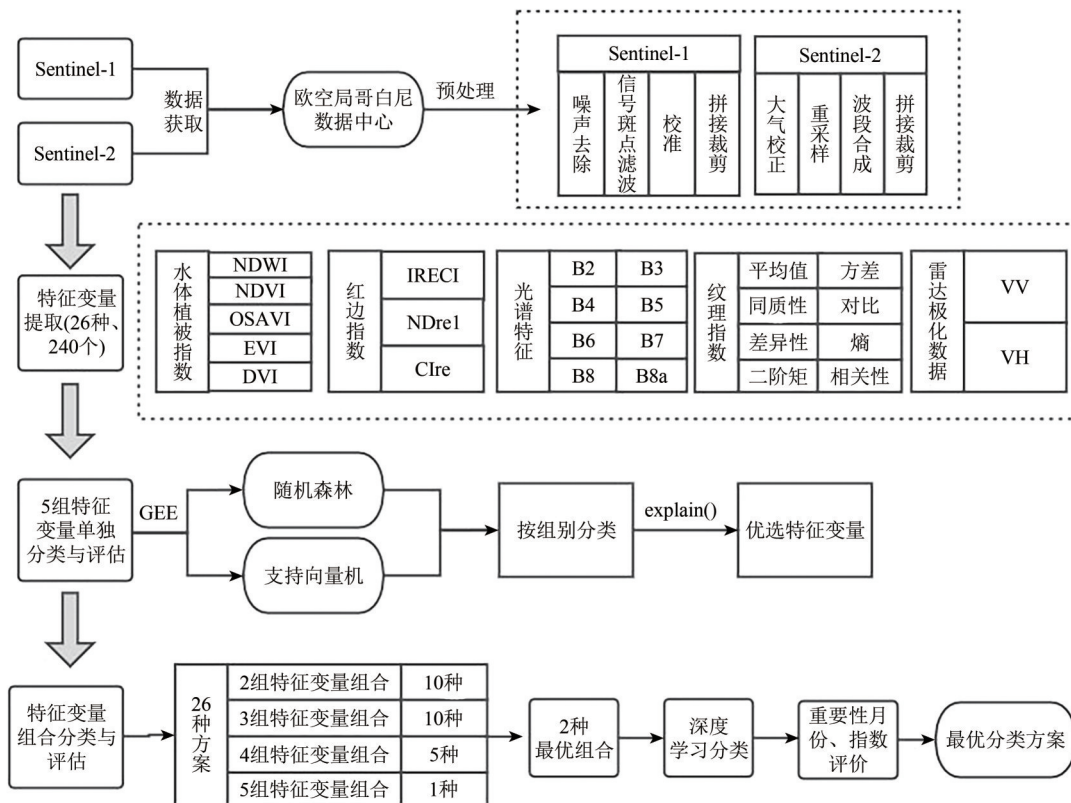 Sentinel-1
Sentinel-2
数据
获取
欧空局哥白尼
数据中心
预处理
Sentinel-1
噪声去除
信号斑点滤波
校准
拼接裁剪
Sentinel-2
大气校正
重采样
波段合成
拼接裁剪
特征变量
提取(26种、
240个)
水体植被指数
NDWI
NDVI
OSAVI
EVI
DVI
红边指数
IRECI
NDre1
CIre
光谱特征
B2 B3
B4 B5
B6 B7
B8 B8a
纹理指数
平均值 方差
同质性 对比
差异性 熵
二阶矩 相关性
雷达极化数据
VV
VH
5组特征
变量单独
分类与评估
GEE
随机森林
支持向量机
按组别分类
explain()
优选特征变量
特征变量
组合分类与
评估
26种方案
2组特征变量组合 10种
3组特征变量组合 10种
4组特征变量组合 5种
5组特征变量组合 1种
2种
最优组合
深度
学习分类
重要性月
份、指数
评价
最优分类方案